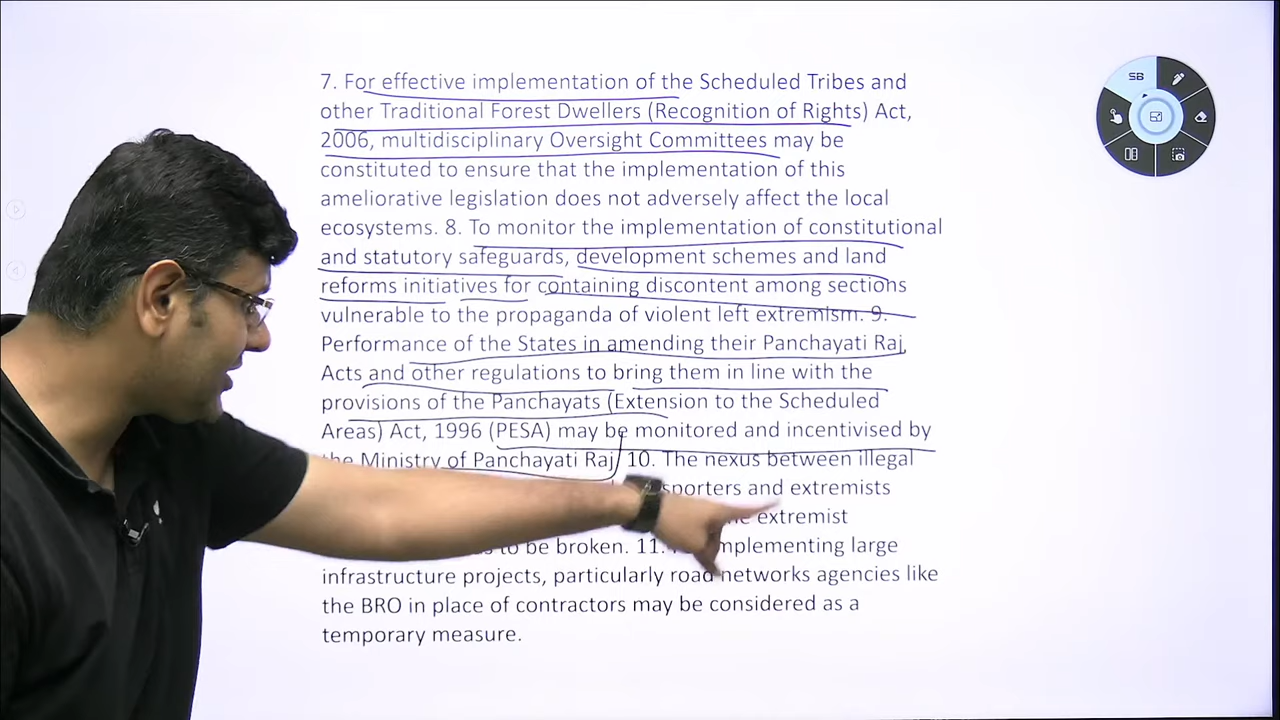 7. For effective implementation of the Scheduled Tribes and
other Traditional Forest Dwellers (Recognition of Rights) Act,
2006, multidisciplinary Oversight Committees may be
constituted to ensure that the implementation of this
ameliorative legislation does not adversely affect the local
ecosystems. 8. To monitor the implementation of constitutional
and statutory safeguards, development schemes and land
reforms initiatives for containing discontent among sections
vulnerable to the propaganda of violent left extremism. 9.
Performance of the States in amending their Panchayati Raj
Acts and other regulations to bring them in line with the
provisions of the Panchayats (Extension to the Scheduled
Areas) Act, 1996 (PESA) may be monitored and incentivised by
the Ministry of Panchayati Raj 10. The nexus between illegal
and extremists
extremist
to be broken. 11. implementing large
infrastructure projects, particularly road networks agencies like
the BRO in place of contractors may be considered as a
temporary measure.
SB